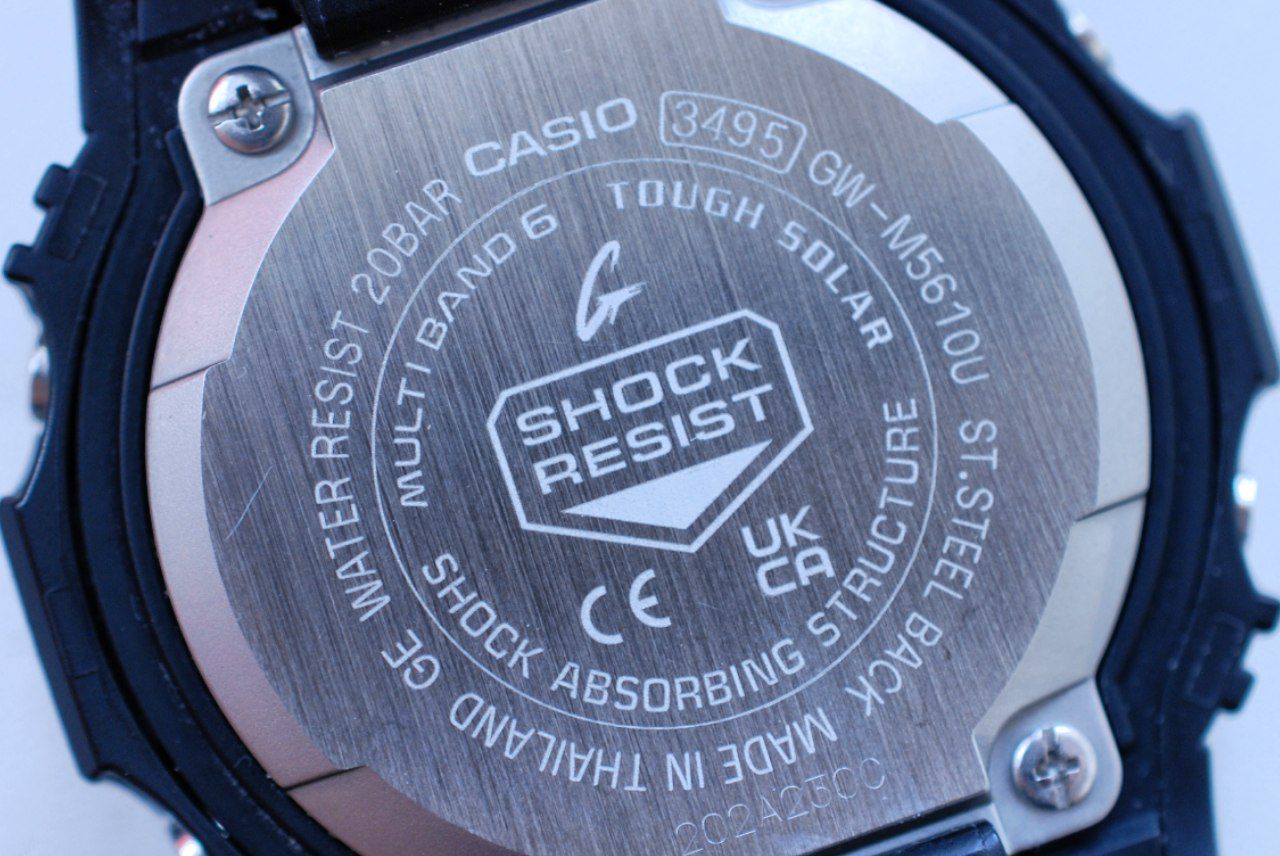 CASIO 3495 GW-M5610U ST.STEEL BACK
MADE IN THAILAND GE WATER RESIST 20BAR
MULTI BAND 6 TOUGH SOLAR
SHOCK ABSORBING STRUCTURE
G
SHOCK
RESIST
CE
UK
CA
202A230C